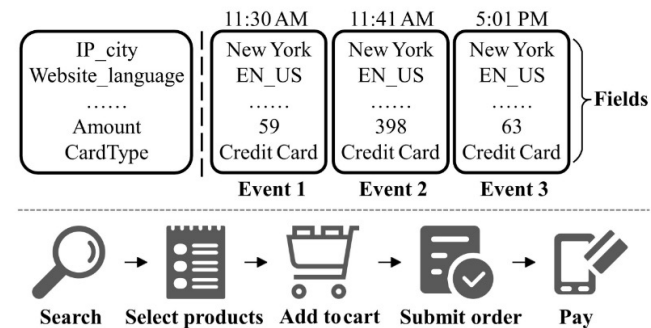 11:30 AM 11:41 AM 5:01 PM
IP_city New York New York New York
Website_language EN_US EN_US EN_US
...... ...... ...... ......
Amount 59 398 63
CardType Credit Card Credit Card Credit Card
Fields
Event 1 Event 2 Event 3
Search Select products Add to cart Submit order Pay